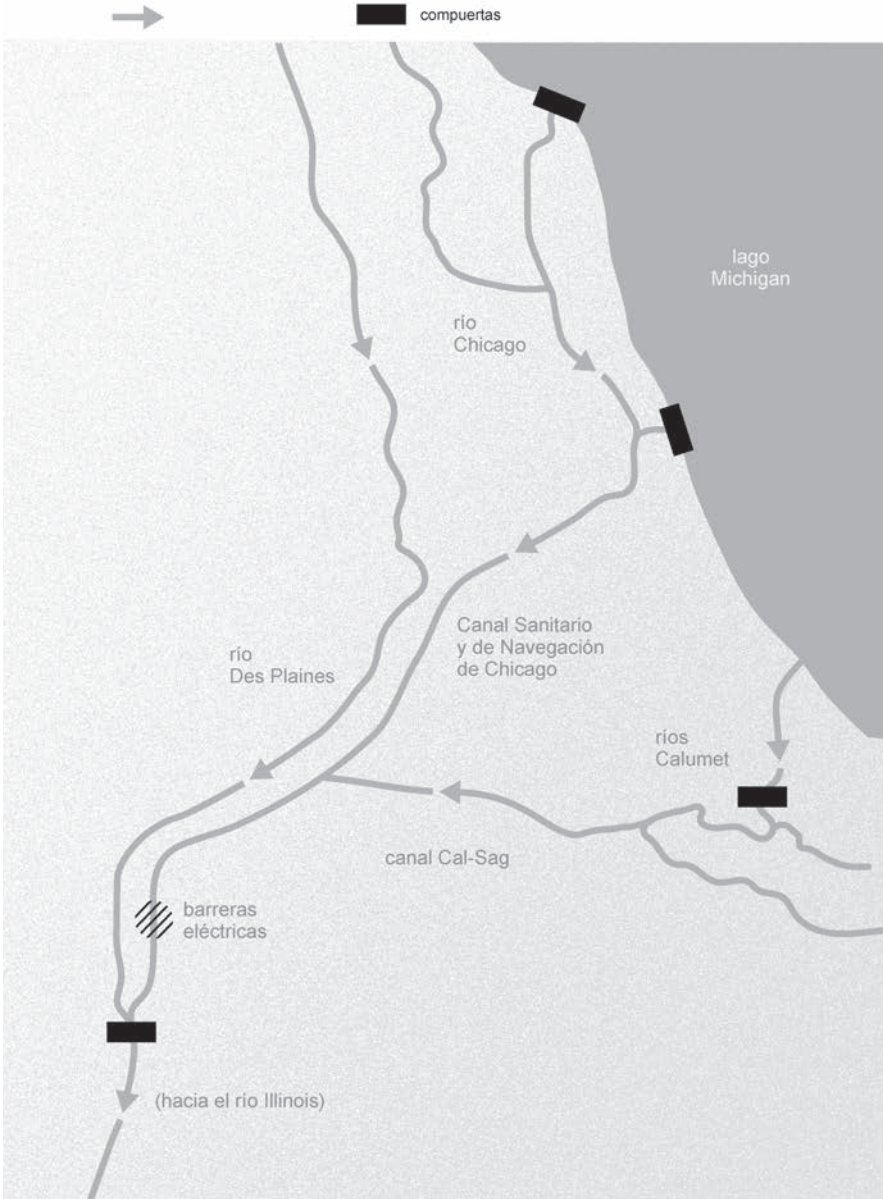 compuertas
lago
Michigan
río
Chicago
Canal Sanitario
y de Navegación
de Chicago
río
Des Plaines
ríos
Calumet
canal Cal-Sag
barreras
eléctricas
(hacia el río Illinois)